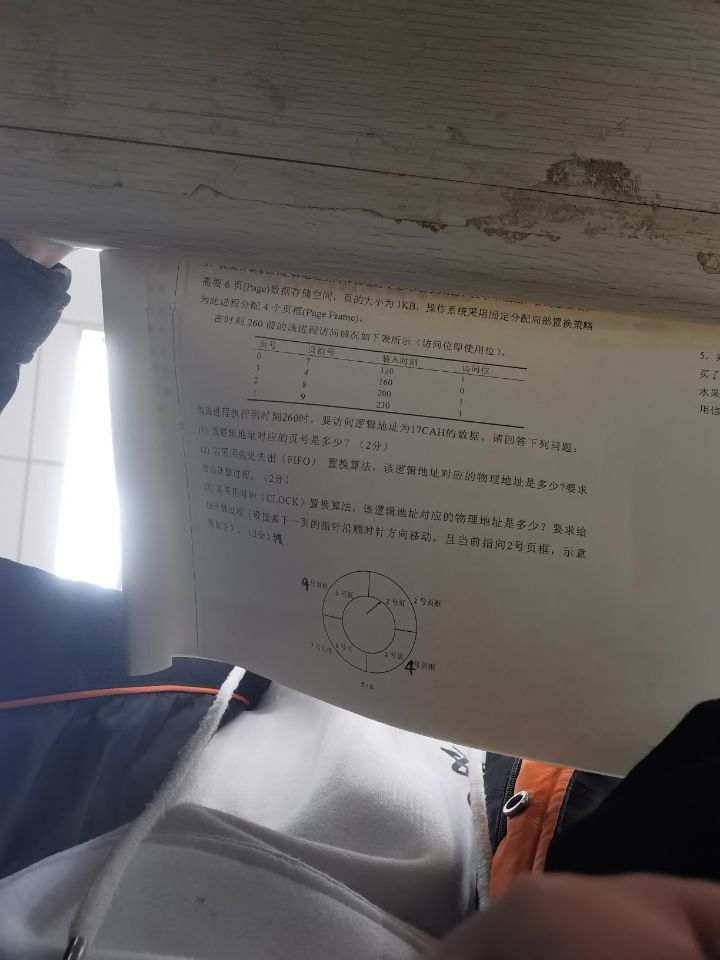 需要 6 页(Page)数据存储空间，页的大小为 1KB，操作系统采用固定分配局部置换策略
为此进程分配 4 个页框(Page Frame)。
在时刻 260 前的该进程访问情况如下表所示（访问位即使用位）。
页号 页框号 装入时刻 访问位
0 7 130 1
3 4 160 1
2 8 200 0
1 9 230 1
当该进程执行到时刻260时，要访问逻辑地址为17CAH的数据，请回答下列问题：
(1) 该逻辑地址对应的页号是多少？（2分）
(2) 若采用先进先出（FIFO） 置换算法，该逻辑地址对应的物理地址是多少?要求
给出计算过程。（2分）
(3) 若采用时钟（CLOCK）置换算法，该逻辑地址对应的物理地址是多少？要求给
出计算过程（设搜索下一页的指针沿顺时针方向移动，且当前指向2号页框，示意
图如下）。（2分）
9号页框 2 号页 2 号页框
7 号页框
4号页框
5 / 6
5．
买了
水果
用信